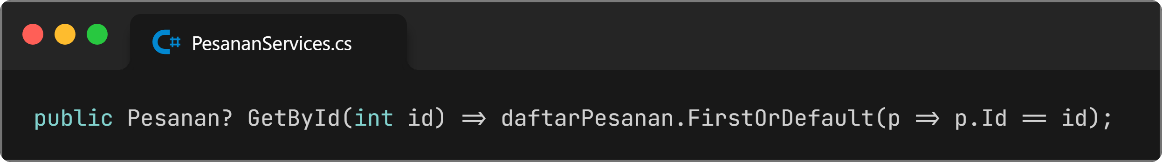 PesananServices.cs
public Pesanan? GetById(int id) => daftarPesanan.FirstOrDefault(p => p.Id == id);